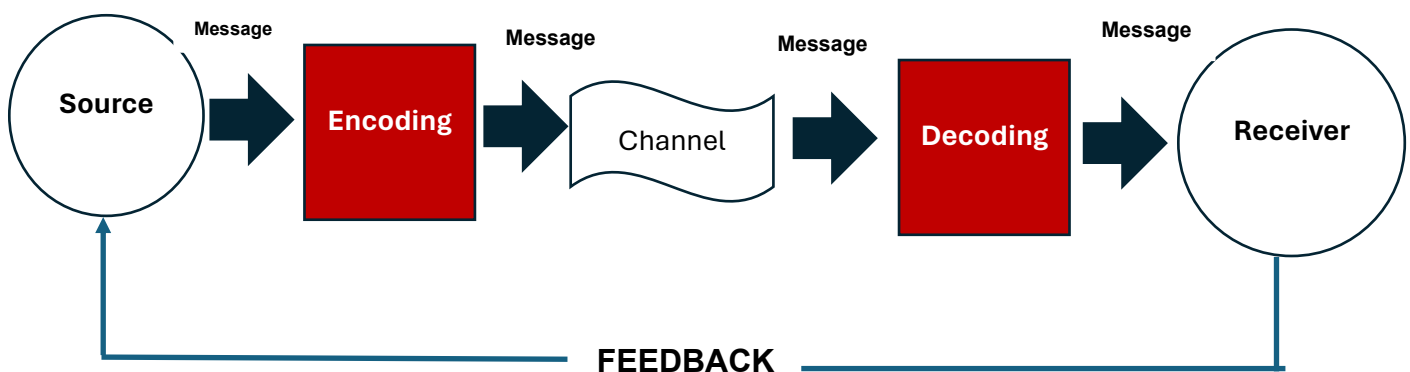 Message
Message
Message
Message
Source
Encoding
Channel
Decoding
Receiver
FEEDBACK